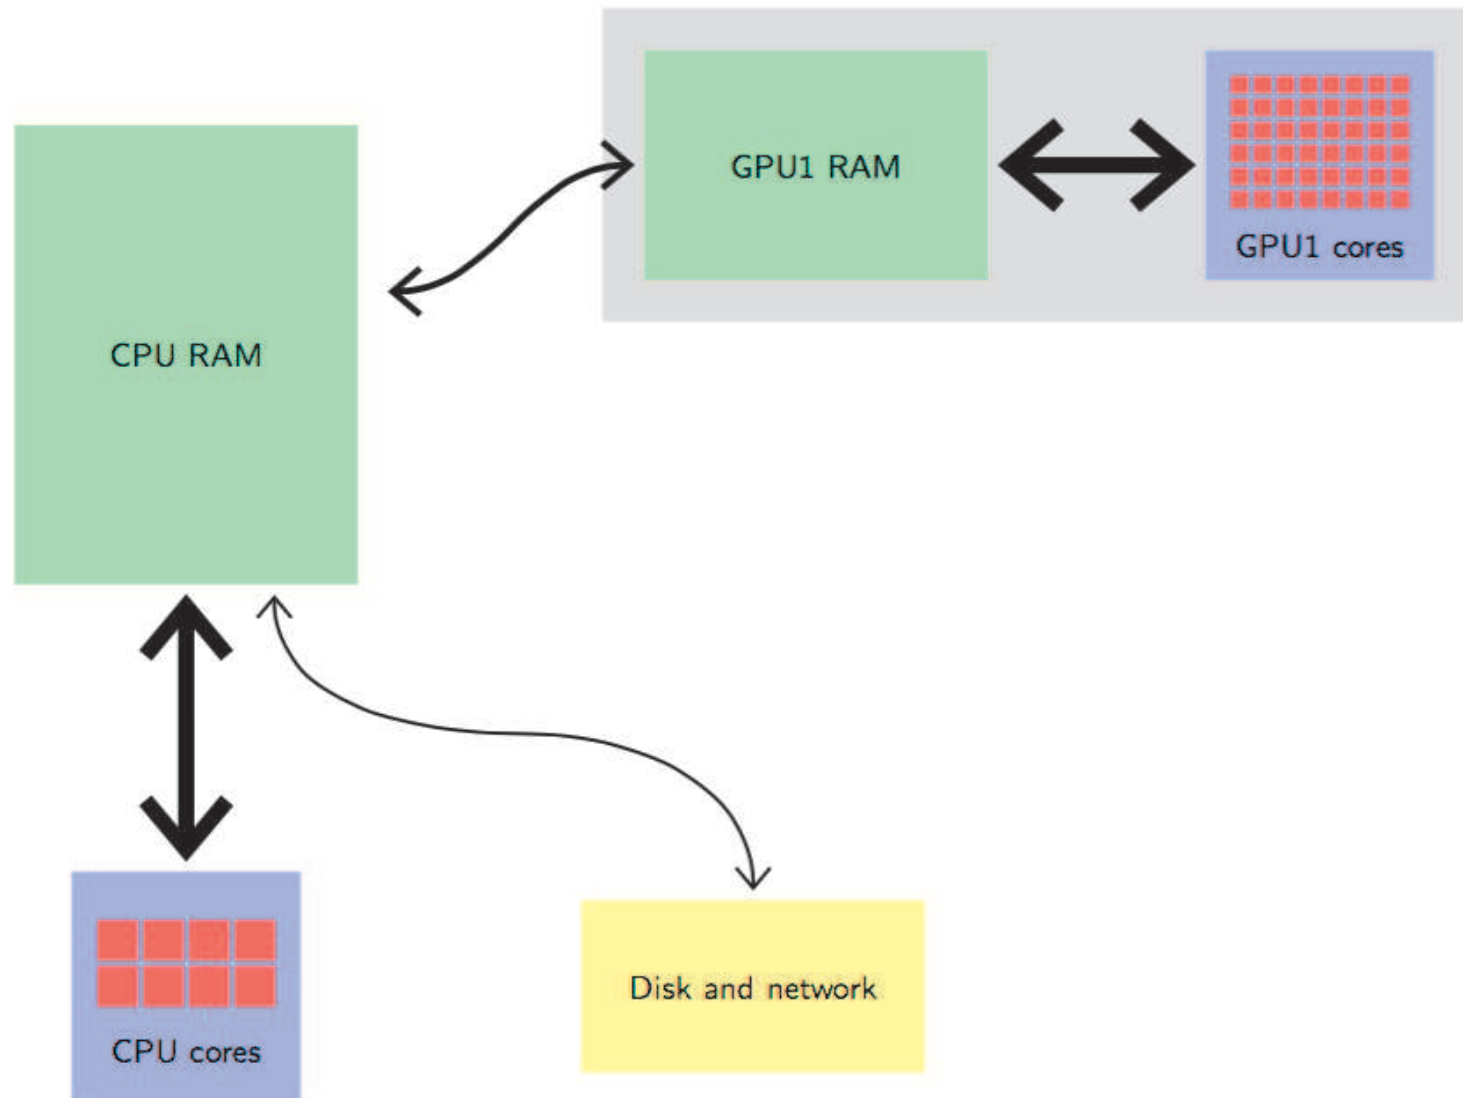 GPU1 RAM
GPU1 cores
CPU RAM
CPU cores
Disk and network